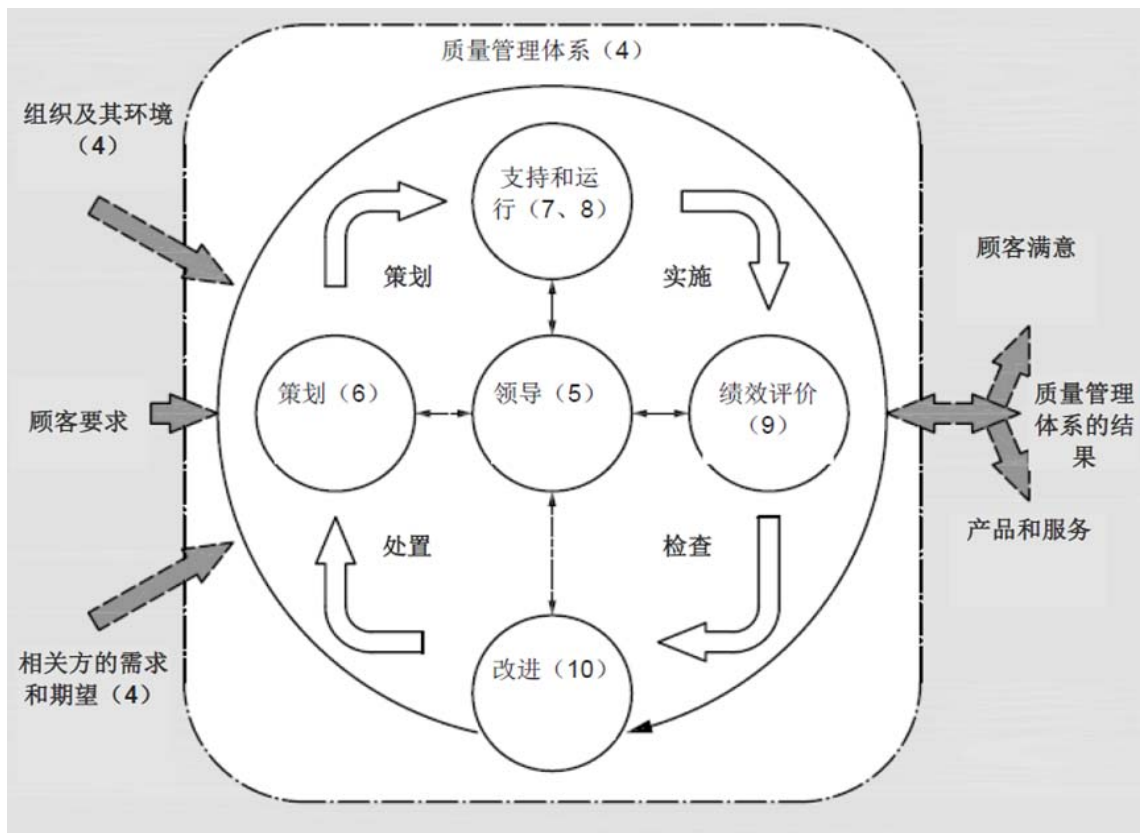 质量管理体系（4）
组织及其环境
（4）
支持和运
行（7、8）
策划
实施
顾客满意
顾客要求
策划（6）
领导（5）
绩效评价
（9）
质量管理
体系的结
果
处置
检查
产品和服务
相关方的需求
和期望（4）
改进（10）